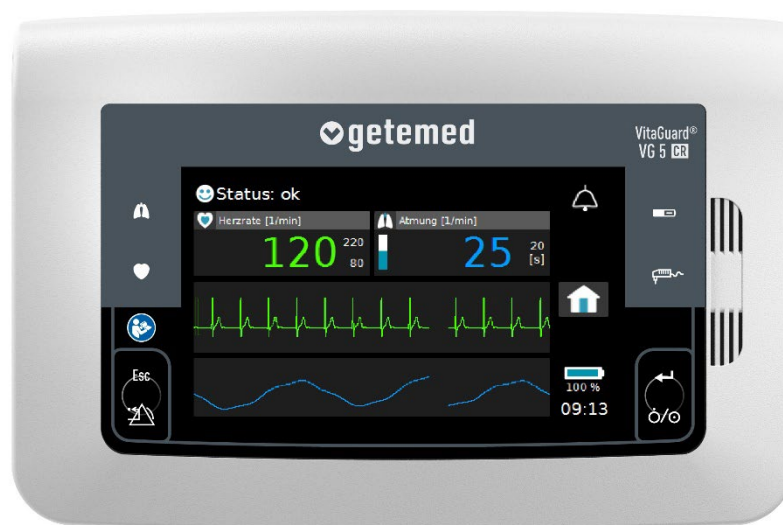 getemed
VitaGuard®
VG 5 CR
Status: ok
Herzrate [1/min]
120
220
80
Atmung [1/min]
25
20
[s]
100 %
09:13
Esc